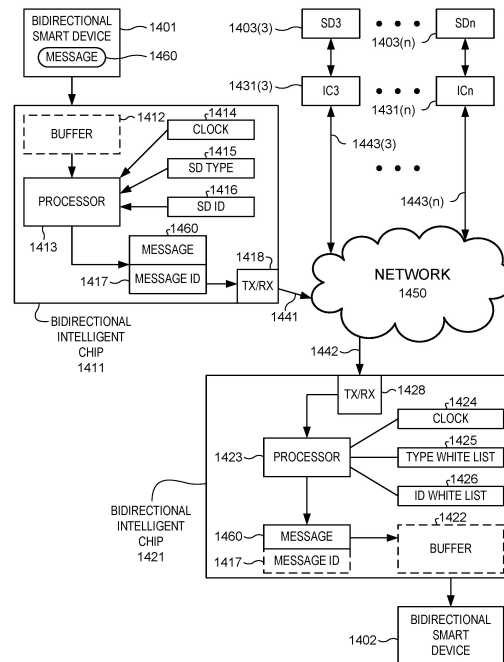 BIDIRECTIONAL
SMART DEVICE
MESSAGE
1401
1460
1403(3)
SD3
SDn
1403(n)
1431(3)
IC3
ICn
1431(n)
1443(3)
1443(n)
BUFFER
1412
1414
CLOCK
1415
SD TYPE
1416
SD ID
PROCESSOR
1413
1460
MESSAGE
1417
MESSAGE ID
1418
TX/RX
1441
BIDIRECTIONAL
INTELLIGENT
CHIP
1411
NETWORK
1450
1442
TX/RX
1428
1424
CLOCK
1423
PROCESSOR
1425
TYPE WHITE LIST
1426
ID WHITE LIST
1422
BUFFER
1460
MESSAGE
1417
MESSAGE ID
BIDIRECTIONAL
INTELLIGENT
CHIP
1421
1402
BIDIRECTIONAL
SMART
DEVICE